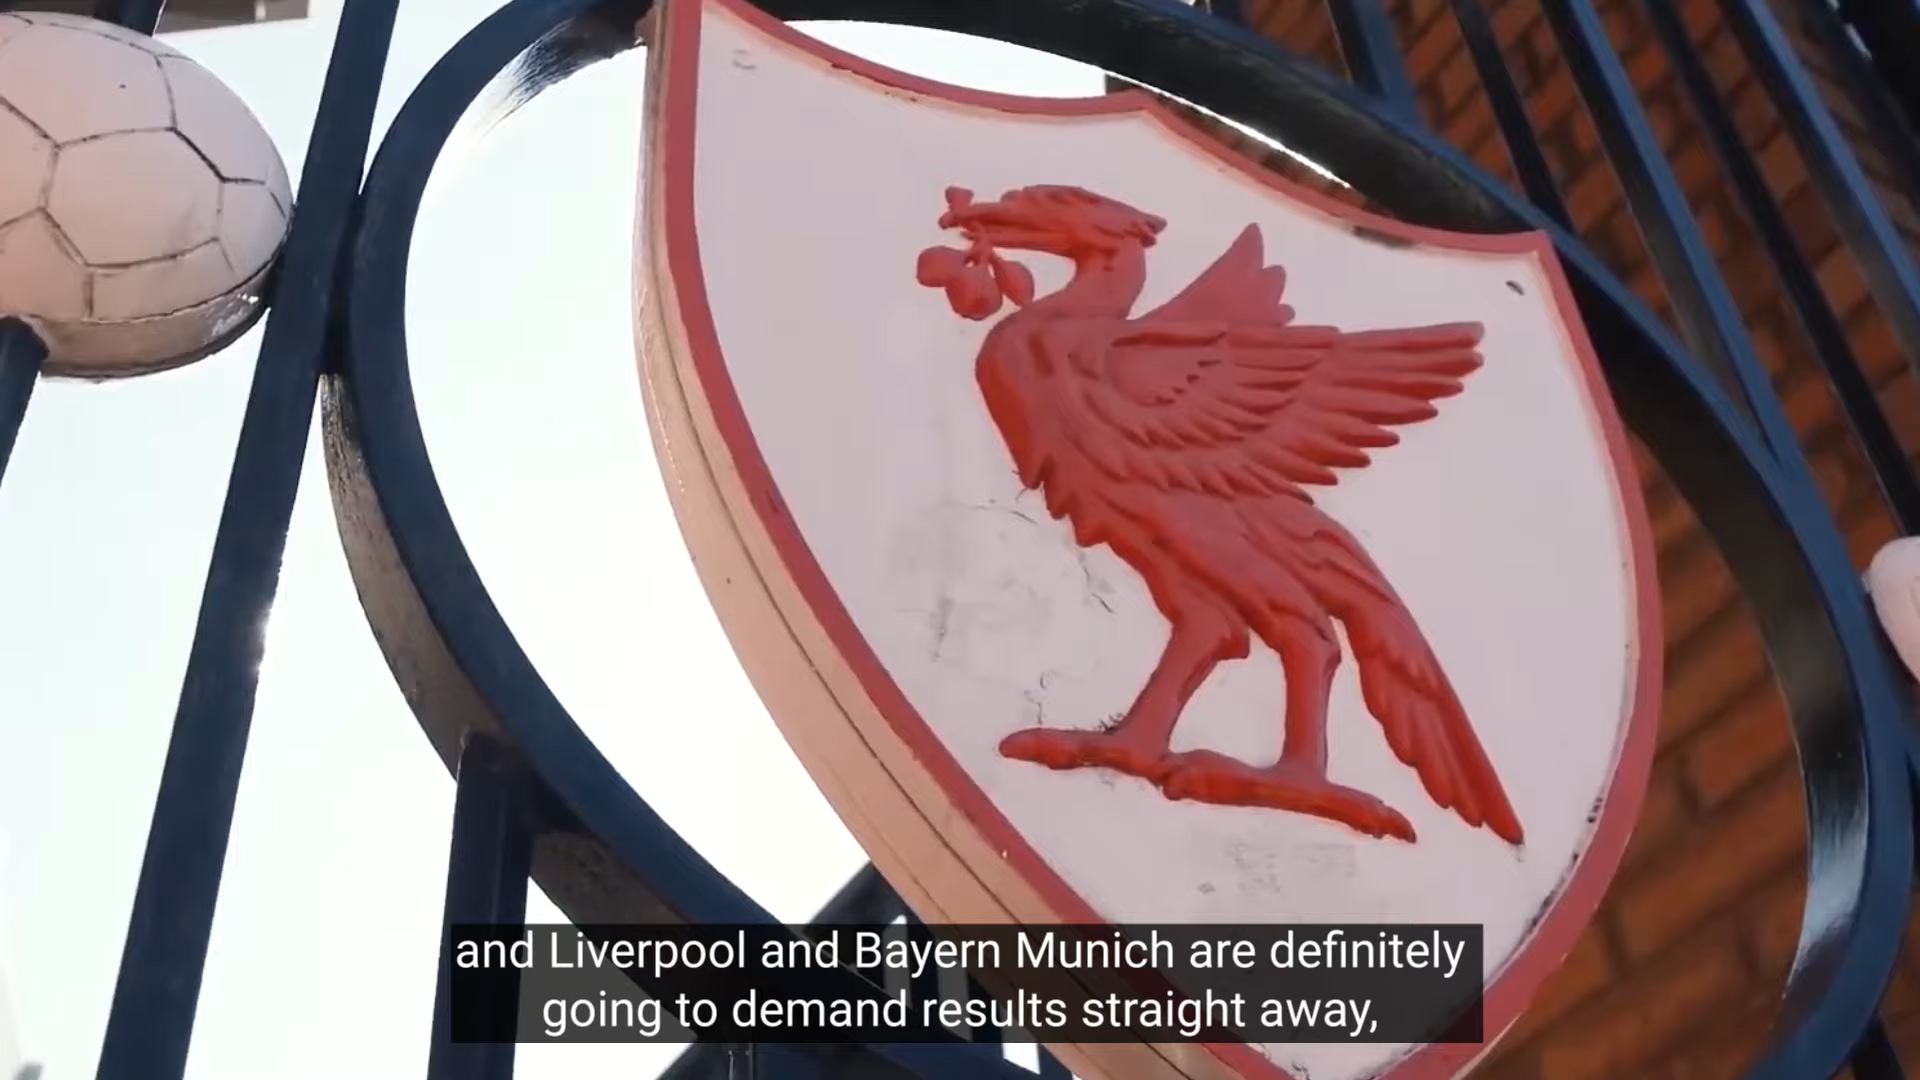 and Liverpool and Bayern Munich are definitely
going to demand results straight away,